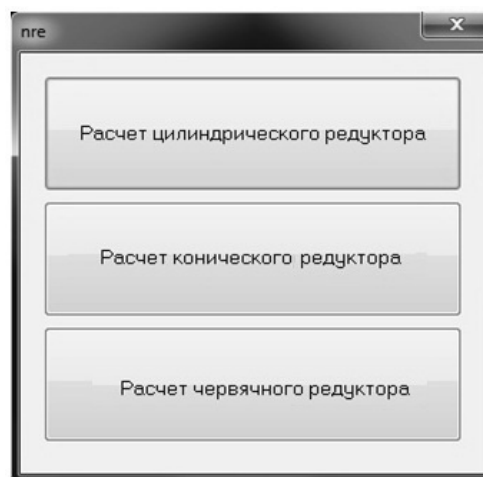 nre
Расчет цилиндрического редуктора
Расчет конического редуктора
Расчет червячного редуктора